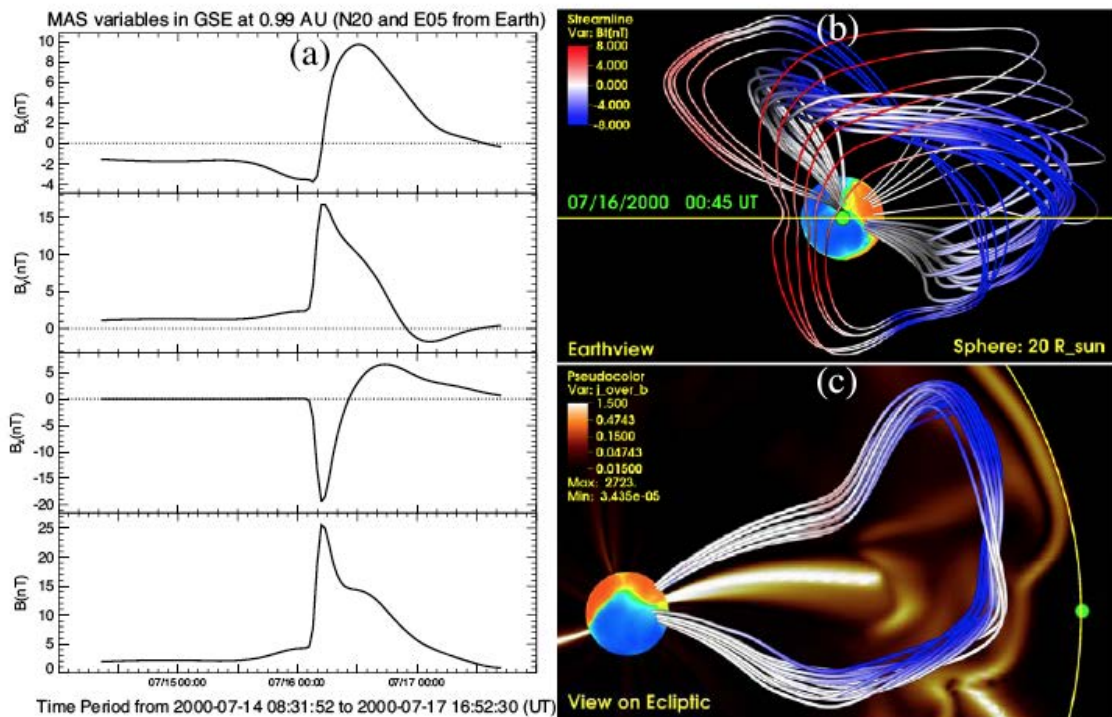 MAS variables in GSE at 0.99 AU (N20 and E05 from Earth)
(a)
10
8
6
4
2
0
-2
-4
Bx(nT)
15
10
5
0
By(nT)
5
0
-5
-10
-15
-20
Bz(nT)
25
20
15
10
5
0
B(nT)
07/15 00:00
07/16 00:00
07/17 00:00
Time Period from 2000-07-14 08:31:52 to 2000-07-17 16:52:30 (UT)
Streamline
Var: Bt(nT)
8.000
4.000
0.000
-4.000
-8.000
(b)
07/16/2000 00:45 UT
Earthview
Sphere: 20 R_sun
Pseudocolor
Var: j_over_b
1.500
0.4743
0.1500
0.04743
0.01500
Max: 2723.
Min: 3.435e-05
(c)
View on Ecliptic